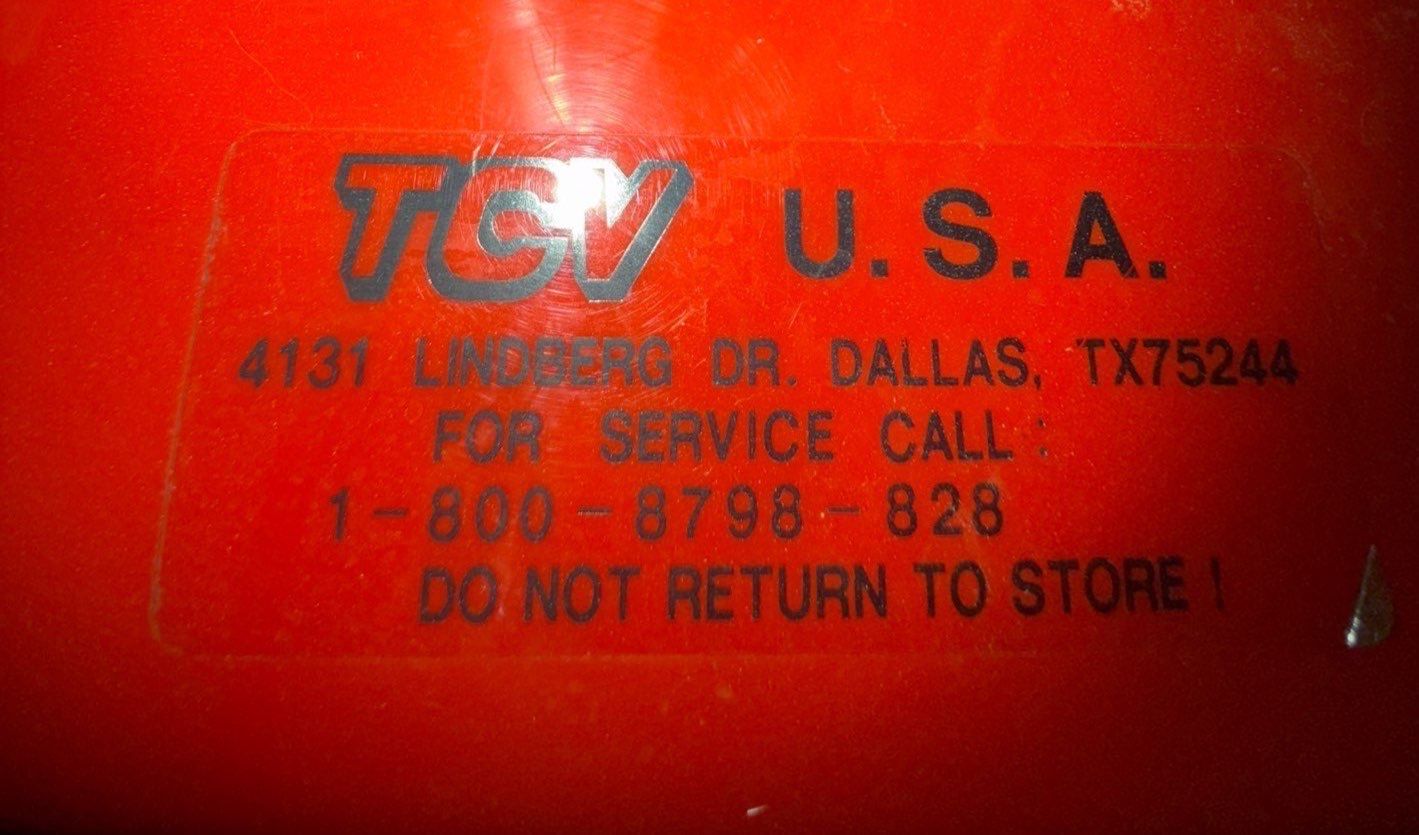 TCV U.S.A.
4131 LINDBERG DR. DALLAS, TX75244
FOR SERVICE CALL :
1-800-8798-828
DO NOT RETURN TO STORE !